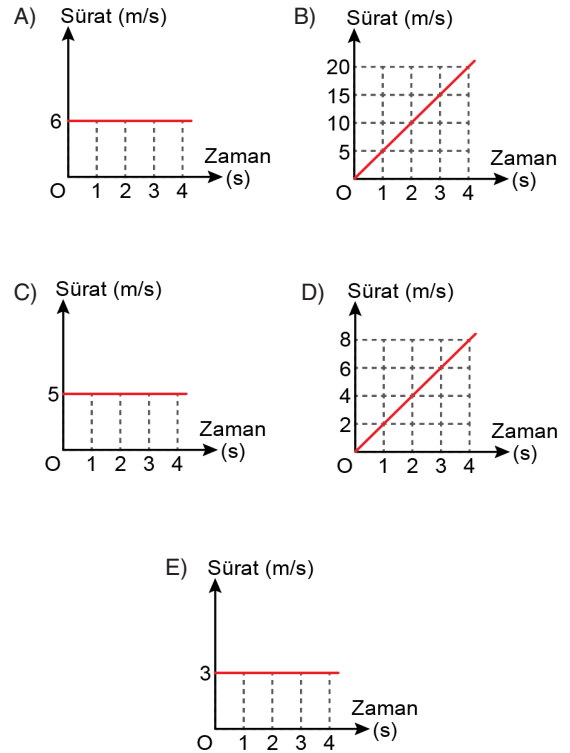 A) Sürat (m/s)
6
Zaman
(s)
O 1 2 3 4
B) Sürat (m/s)
20
15
10
5
Zaman
(s)
O 1 2 3 4
C) Sürat (m/s)
5
Zaman
(s)
O 1 2 3 4
D) Sürat (m/s)
8
6
4
2
Zaman
(s)
O 1 2 3 4
E) Sürat (m/s)
3
Zaman
(s)
O 1 2 3 4